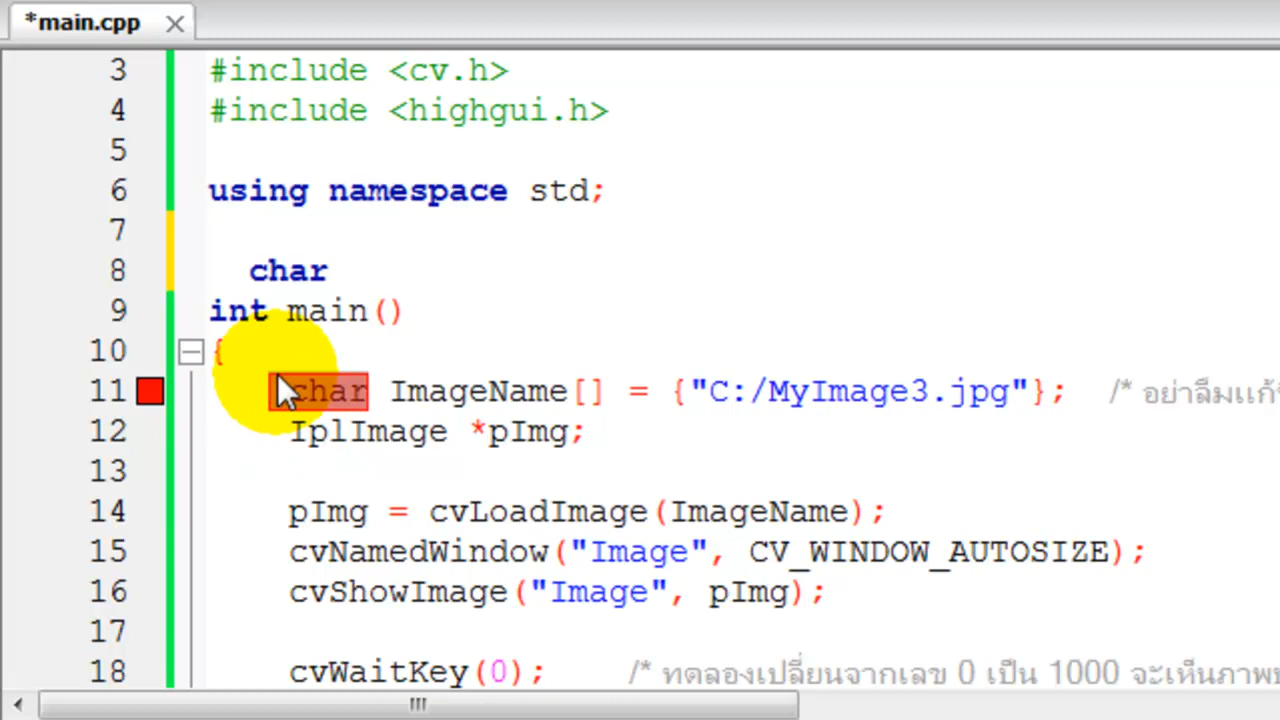 *main.cpp
3 #include <cv.h>
4 #include <highgui.h>
5
6 using namespace std;
7
8 char
9 int main()
10 {
11 char ImageName[] = {"C:/MyImage3.jpg"}; /* อย่าลืมแก้
12 IplImage *pImg;
13
14 pImg = cvLoadImage(ImageName);
15 cvNamedWindow("Image", CV_WINDOW_AUTOSIZE);
16 cvShowImage("Image", pImg);
17
18 cvWaitKey(0); /* ทดลองเปลี่ยนจากเลข 0 เป็น 1000 จะเห็นภาพ